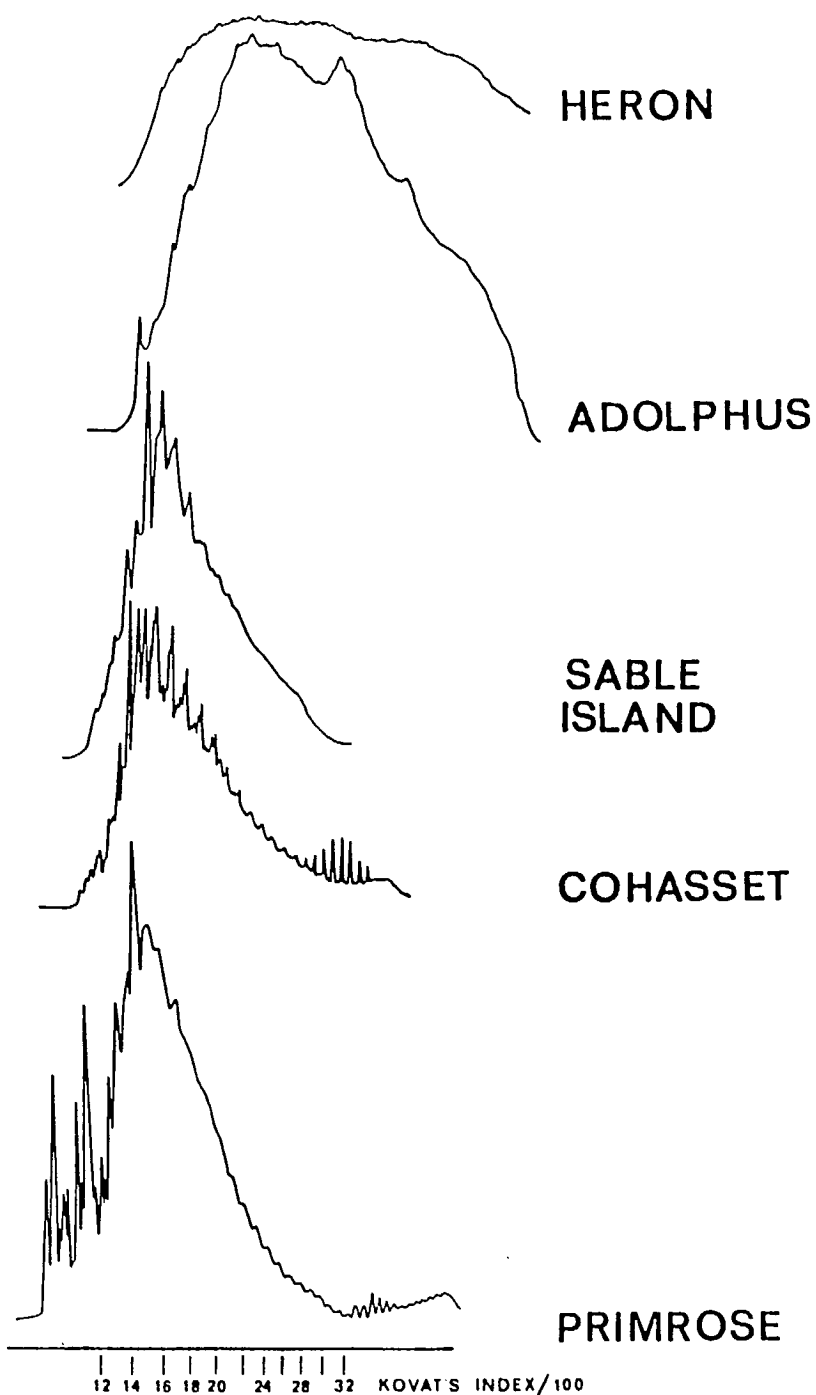 HERON
ADOLPHUS
SABLE
ISLAND
COHASSET
PRIMROSE
12 14 16 18 20 24 28 32 KOVAT'S INDEX/100